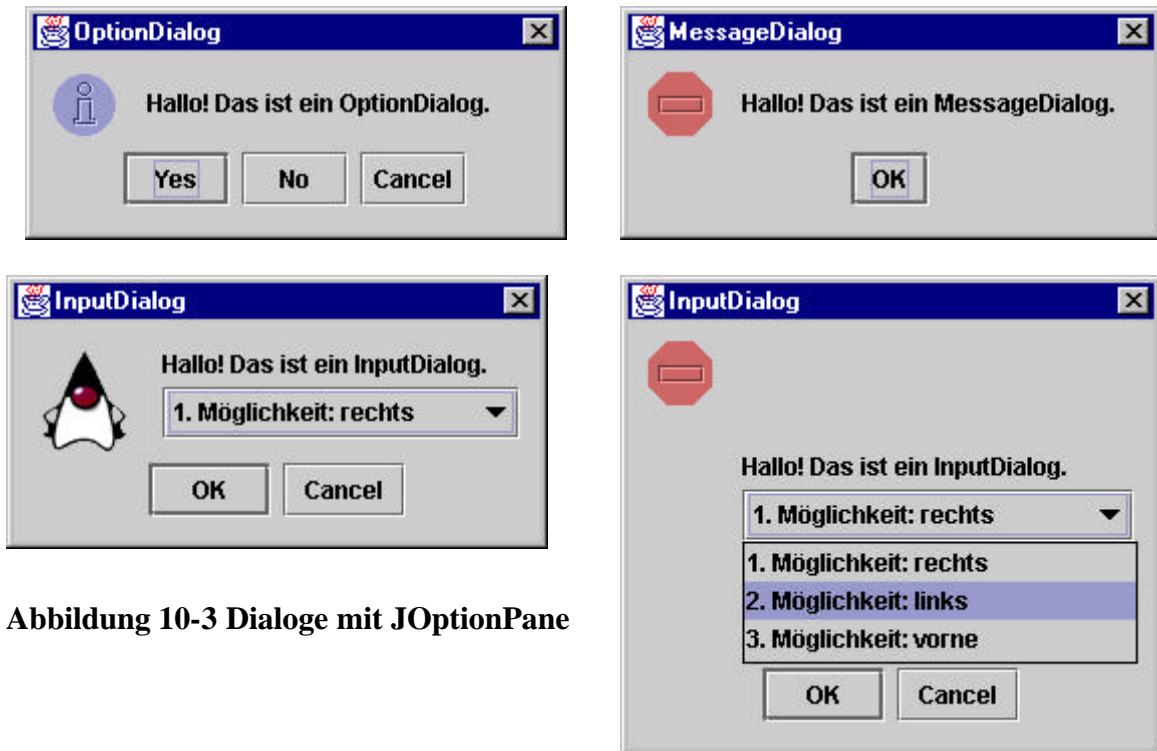 OptionDialog
Hallo! Das ist ein OptionDialog.
Yes No Cancel
MessageDialog
Hallo! Das ist ein MessageDialog.
OK
InputDialog
Hallo! Das ist ein InputDialog.
1. Möglichkeit: rechts
OK Cancel
InputDialog
Hallo! Das ist ein InputDialog.
1. Möglichkeit: rechts
1. Möglichkeit: rechts
2. Möglichkeit: links
3. Möglichkeit: vorne
OK Cancel
Abbildung 10-3 Dialoge mit JOptionPane